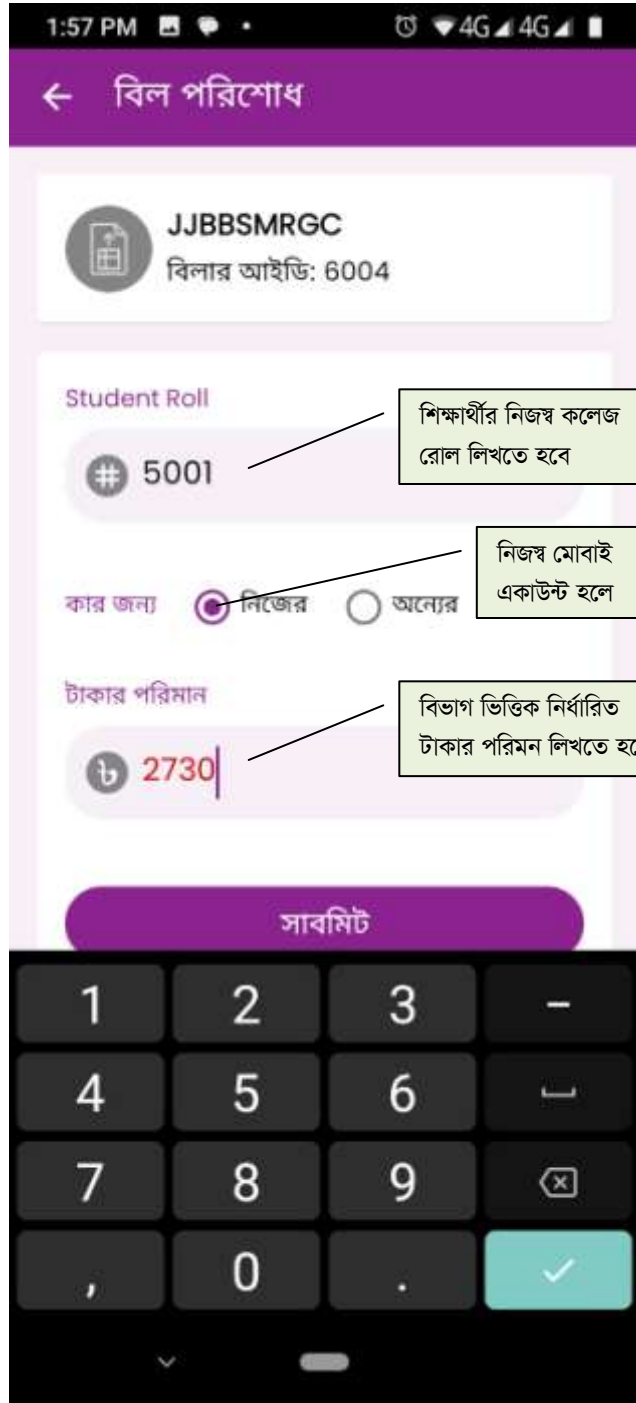 1:57 PM 4G 4G
বিল পরিশোধ
JJBBSMRGC
বিলার আইডি: 6004
Student Roll
5001
শিক্ষার্থীর নিজস্ব কলেজ
রোল লিখতে হবে
কার জন্য নিজের অন্যের
নিজস্ব মোবাই
একাউন্ট হলে
টাকার পরিমান
৳ 2730
বিভাগ ভিত্তিক নির্ধারিত
টাকার পরিমন লিখতে
সাবমিট
1 2 3 -
4 5 6
7 8 9
, 0 .